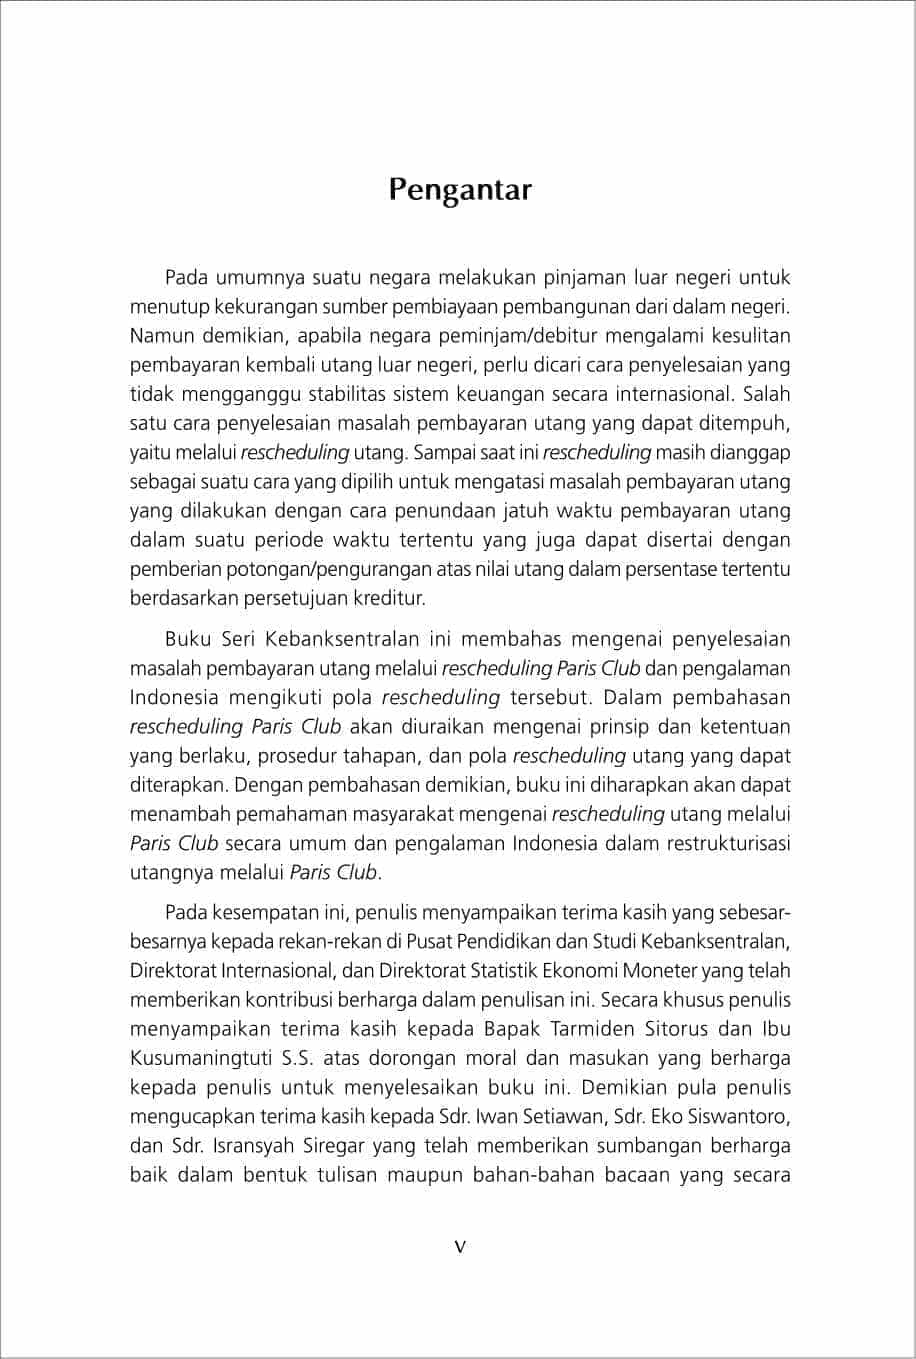 Pengantar
Pada umumnya suatu negara melakukan pinjaman luar negeri untuk
menutup kekurangan sumber pembiayaan pembangunan dari dalam negeri.
Namun demikian, apabila negara peminjam/debitur mengalami kesulitan
pembayaran kembali utang luar negeri, perlu dicari cara penyelesaian yang
tidak mengganggu stabilitas sistem keuangan secara internasional. Salah
satu cara penyelesaian masalah pembayaran utang yang dapat ditempuh,
yaitu melalui rescheduling utang. Sampai saat ini rescheduling masih dianggap
sebagai suatu cara yang dipilih untuk mengatasi masalah pembayaran utang
yang dilakukan dengan cara penundaan jatuh waktu pembayaran utang
dalam suatu periode waktu tertentu yang juga dapat disertai dengan
pemberian potongan/pengurangan atas nilai utang dalam persentase tertentu
berdasarkan persetujuan kreditur.
Buku Seri Kebanksentralan ini membahas mengenai penyelesaian
masalah pembayaran utang melalui rescheduling Paris Club dan pengalaman
Indonesia mengikuti pola rescheduling tersebut. Dalam pembahasan
rescheduling Paris Club akan diuraikan mengenai prinsip dan ketentuan
yang berlaku, prosedur tahapan, dan pola rescheduling utang yang dapat
diterapkan. Dengan pembahasan demikian, buku ini diharapkan akan dapat
menambah pemahaman masyarakat mengenai rescheduling utang melalui
Paris Club secara umum dan pengalaman Indonesia dalam restrukturisasi
utangnya melalui Paris Club.
Pada kesempatan ini, penulis menyampaikan terima kasih yang sebesar-
besarnya kepada rekan-rekan di Pusat Pendidikan dan Studi Kebanksentralan,
Direktorat Internasional, dan Direktorat Statistik Ekonomi Moneter yang telah
memberikan kontribusi berharga dalam penulisan ini. Secara khusus penulis
menyampaikan terima kasih kepada Bapak Tarmiden Sitorus dan Ibu
Kusumaningtuti S.S. atas dorongan moral dan masukan yang berharga
kepada penulis untuk menyelesaikan buku ini. Demikian pula penulis
mengucapkan terima kasih kepada Sdr. Iwan Setiawan, Sdr. Eko Siswantoro,
dan Sdr. Isransyah Siregar yang telah memberikan sumbangan berharga
baik dalam bentuk tulisan maupun bahan-bahan bacaan yang secara
v